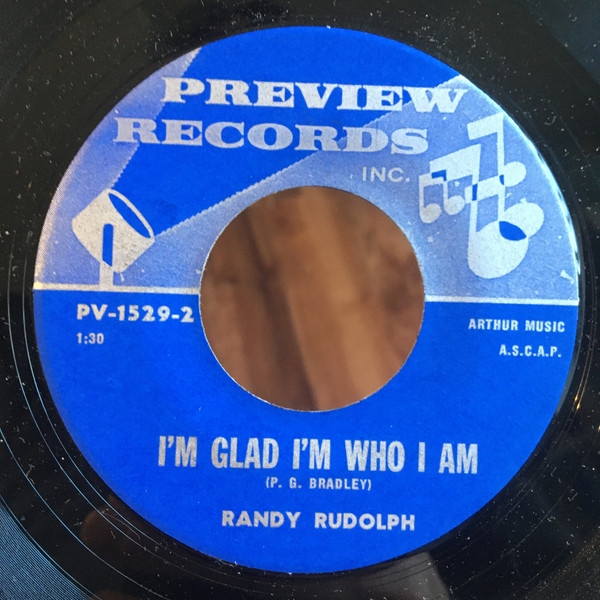 PREVIEW
RECORDS
INC.
PV-1529-2
1:30
ARTHUR MUSIC
A.S.C.A.P.
I'M GLAD I'M WHO I AM
(P. G. BRADLEY)
RANDY RUDOLPH